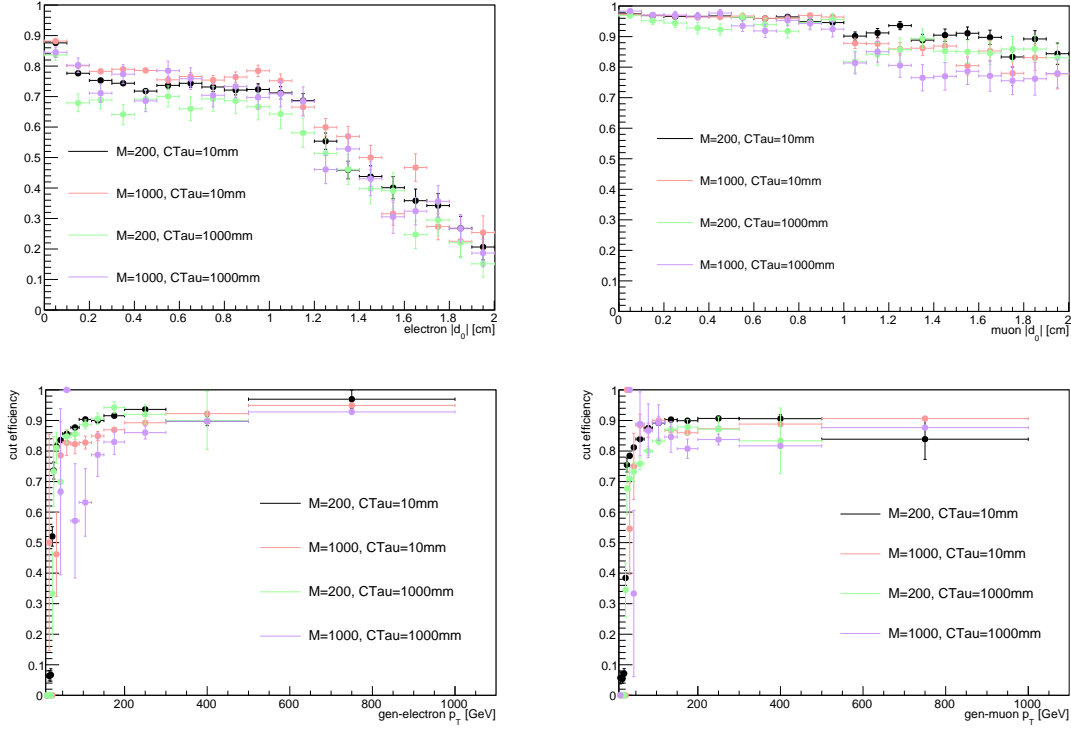 1
0.9
0.8
0.7
0.6
0.5
0.4
0.3
0.2
0.1
0
M=200, CTau=10mm
M=1000, CTau=10mm
M=200, CTau=1000mm
M=1000, CTau=1000mm
0 0.2 0.4 0.6 0.8 1 1.2 1.4 1.6 1.8 2
electron |d0| [cm]
1
0.9
0.8
0.7
0.6
0.5
0.4
0.3
0.2
0.1
0
M=200, CTau=10mm
M=1000, CTau=10mm
M=200, CTau=1000mm
M=1000, CTau=1000mm
0 0.2 0.4 0.6 0.8 1 1.2 1.4 1.6 1.8 2
muon |d0| [cm]
cut efficiency
1
0.9
0.8
0.7
0.6
0.5
0.4
0.3
0.2
0.1
0
M=200, CTau=10mm
M=1000, CTau=10mm
M=200, CTau=1000mm
M=1000, CTau=1000mm
200 400 600 800 1000
gen-electron pT [GeV]
cut efficiency
1
0.9
0.8
0.7
0.6
0.5
0.4
0.3
0.2
0.1
0
M=200, CTau=10mm
M=1000, CTau=10mm
M=200, CTau=1000mm
M=1000, CTau=1000mm
200 400 600 800 1000
gen-muon pT [GeV]